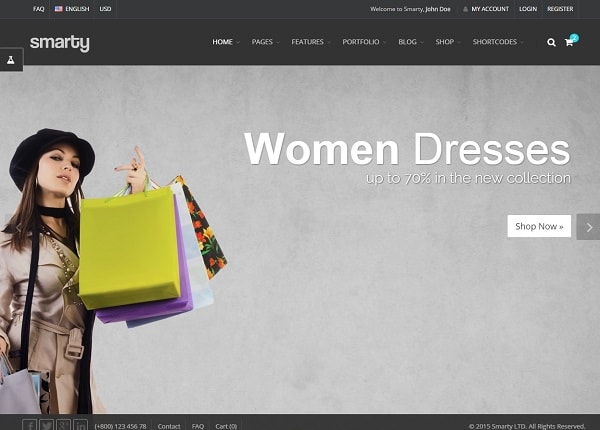 FAQ ENGLISH USD Welcome to Smarty, John Doe MY ACCOUNT LOGIN REGISTER
smarty HOME PAGES FEATURES PORTFOLIO BLOG SHOP SHORTCODES 2
Women Dresses
up to 70% in the new collection
Shop Now »
(+800) 123 456 78 Contact FAQ Cart (0) © 2015 Smarty LTD. All Rights Reserved.